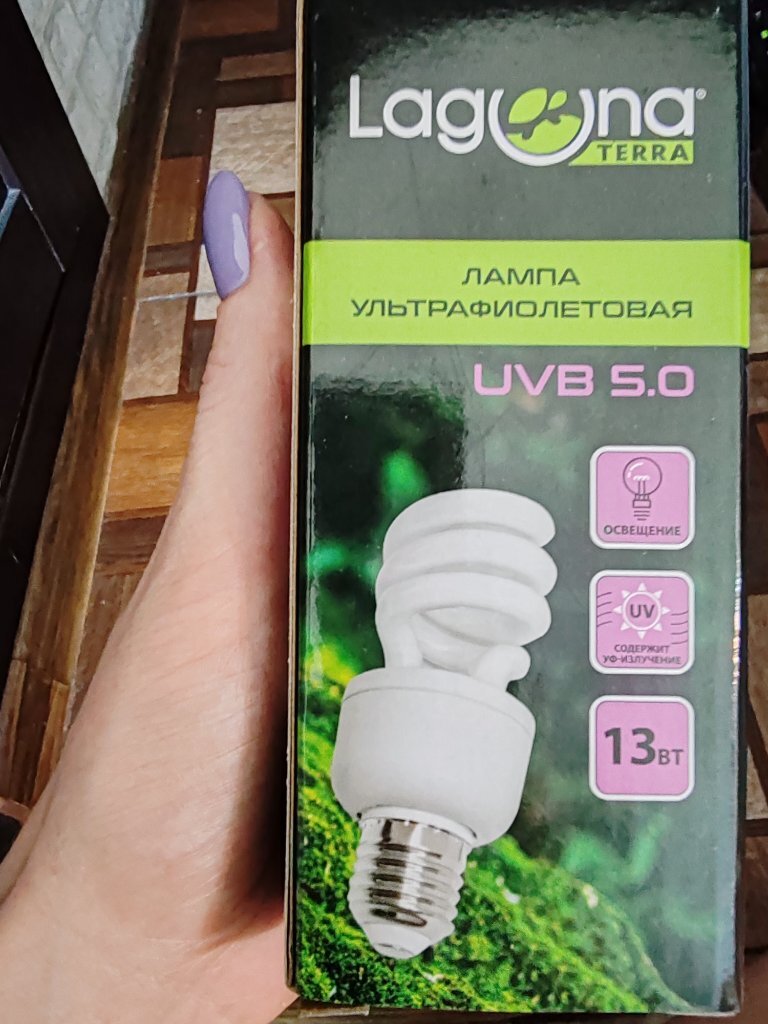 Laguna®
TERRA
ЛАМПА
УЛЬТРАФИОЛЕТОВАЯ
UVB 5.0
ОСВЕЩЕНИЕ
UV
СОДЕРЖИТ
УФ-ИЗЛУЧЕНИЕ
13ВТ